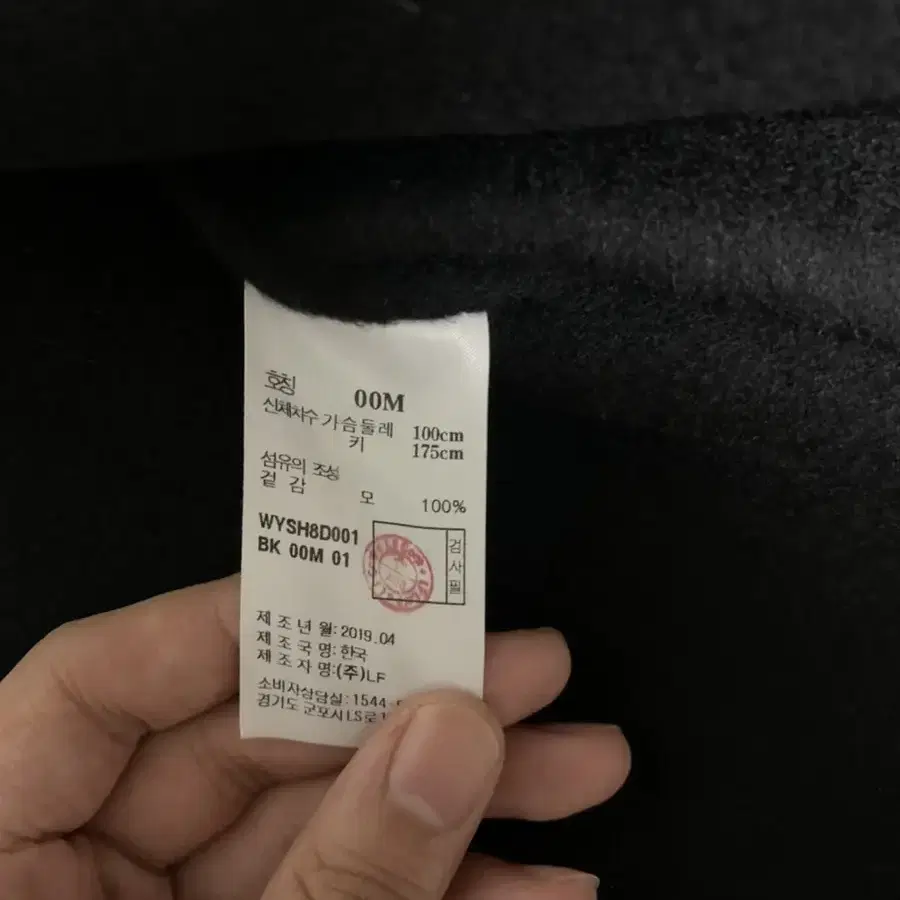 호칭 00M
신체치수 가슴둘레 100cm
키 175cm
섬유의 조성
겉감 모 100%
WYSH8D001
BK 00M 01
검사필
제조년월:2019.04
제조국명:한국
제조자명:(주)LF
소비자상담실:1544-
경기도 군포시 LS로